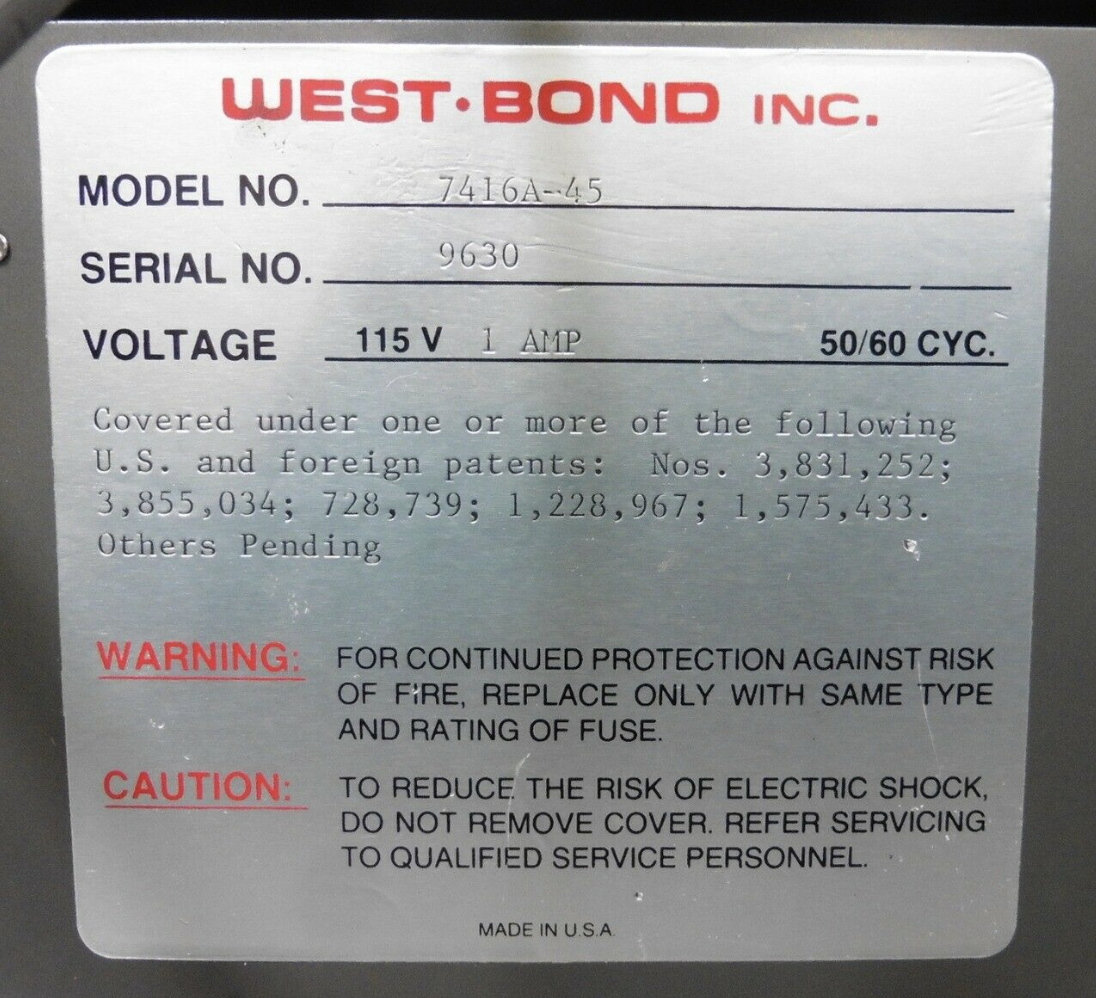 WEST·BOND INC.
MODEL NO. 7416A-45
SERIAL NO. 9630
VOLTAGE 115 V 1 AMP 50/60 CYC.
Covered under one or more of the following
U.S. and foreign patents: Nos. 3,831,252;
3,855,034; 728,739; 1,228,967; 1,575,433.
Others Pending
WARNING: FOR CONTINUED PROTECTION AGAINST RISK
OF FIRE, REPLACE ONLY WITH SAME TYPE
AND RATING OF FUSE.
CAUTION: TO REDUCE THE RISK OF ELECTRIC SHOCK,
DO NOT REMOVE COVER. REFER SERVICING
TO QUALIFIED SERVICE PERSONNEL.
MADE IN U.S.A